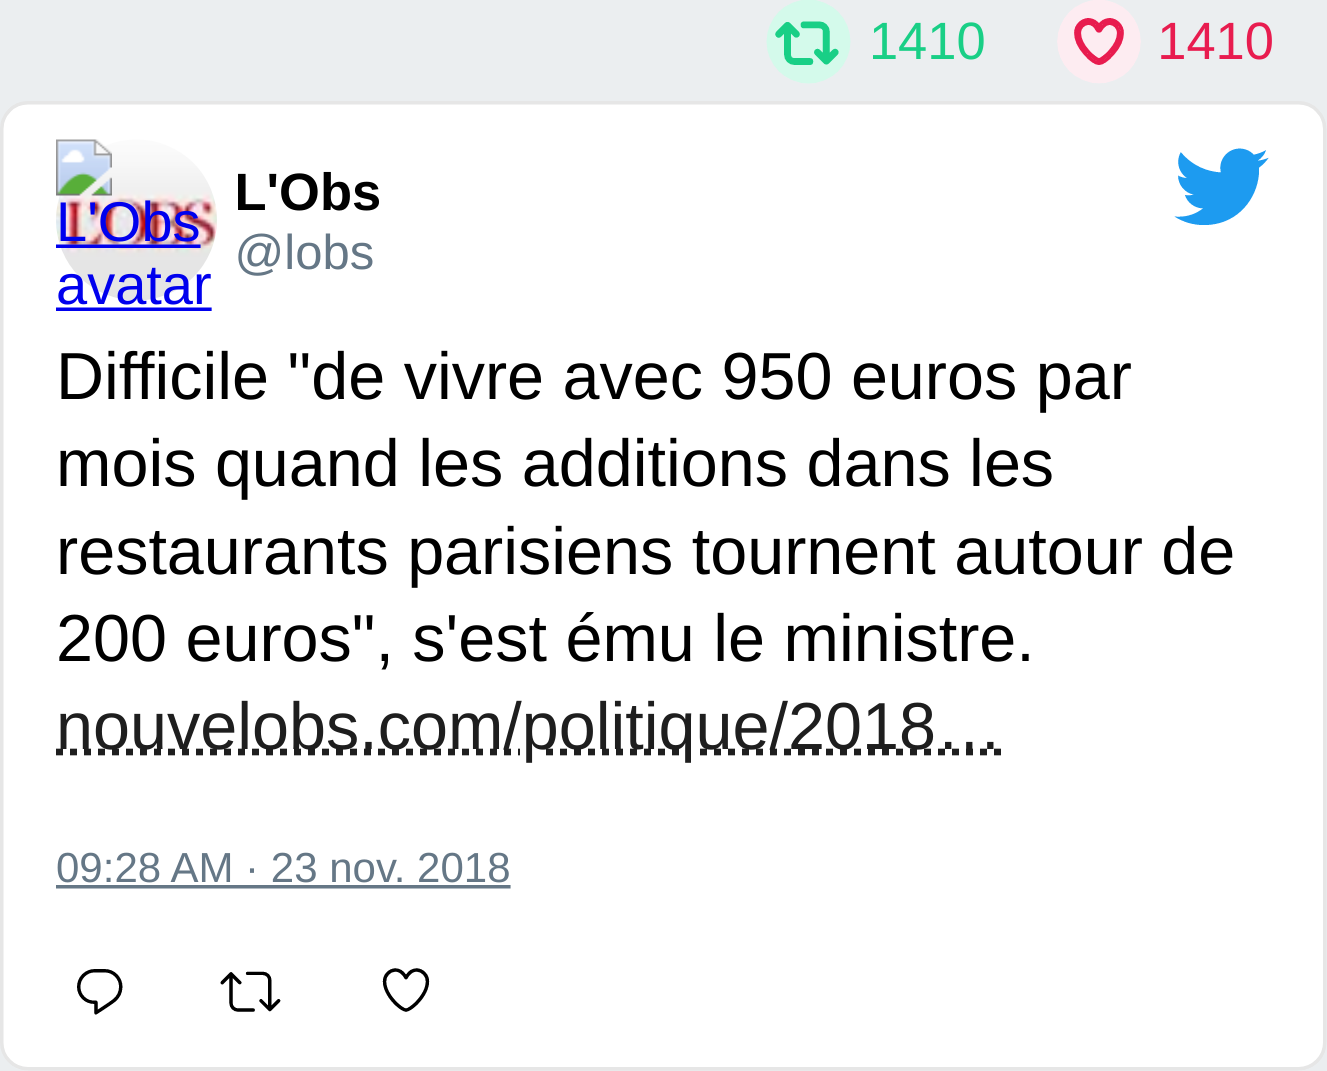 1410 1410
L'Obs
@lobs
L'Obs
avatar
Difficile "de vivre avec 950 euros par
mois quand les additions dans les
restaurants parisiens tournent autour de
200 euros", s'est ému le ministre.
nouvelobs.com/politique/2018…
09:28 AM · 23 nov. 2018